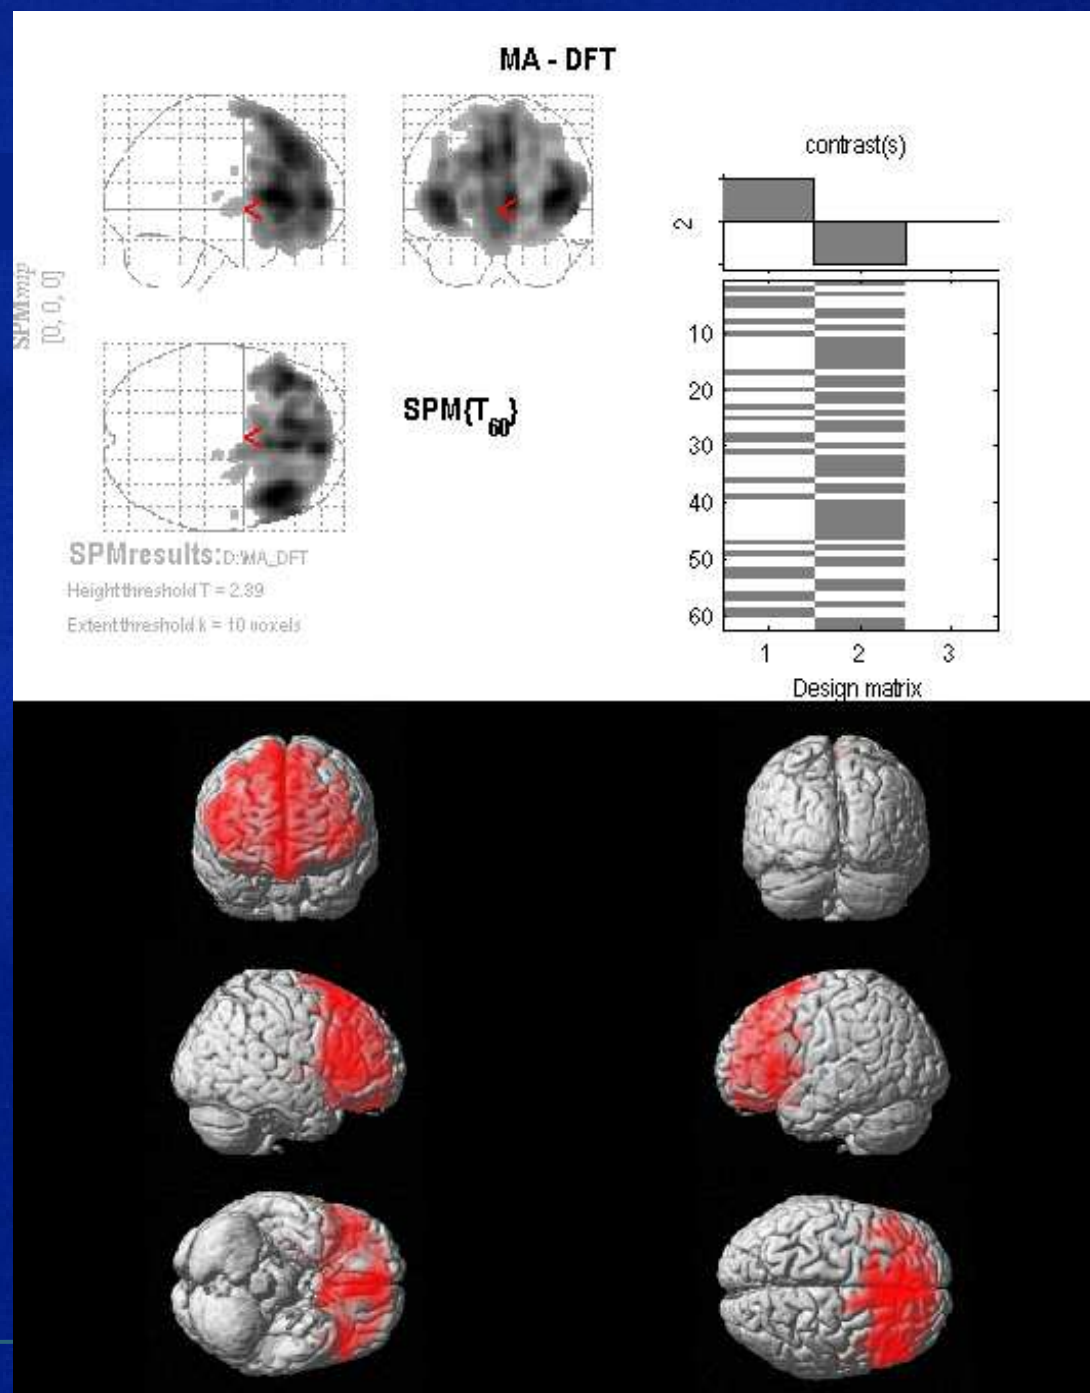 MA - DFT
SPMmip
[0, 0, 0]
SPM{T60}
SPMresults: D:\MA_DFT
Height threshold T = 2.39
Extent threshold k = 10 voxels
contrast(s)
2
10
20
30
40
50
60
1 2 3
Design matrix